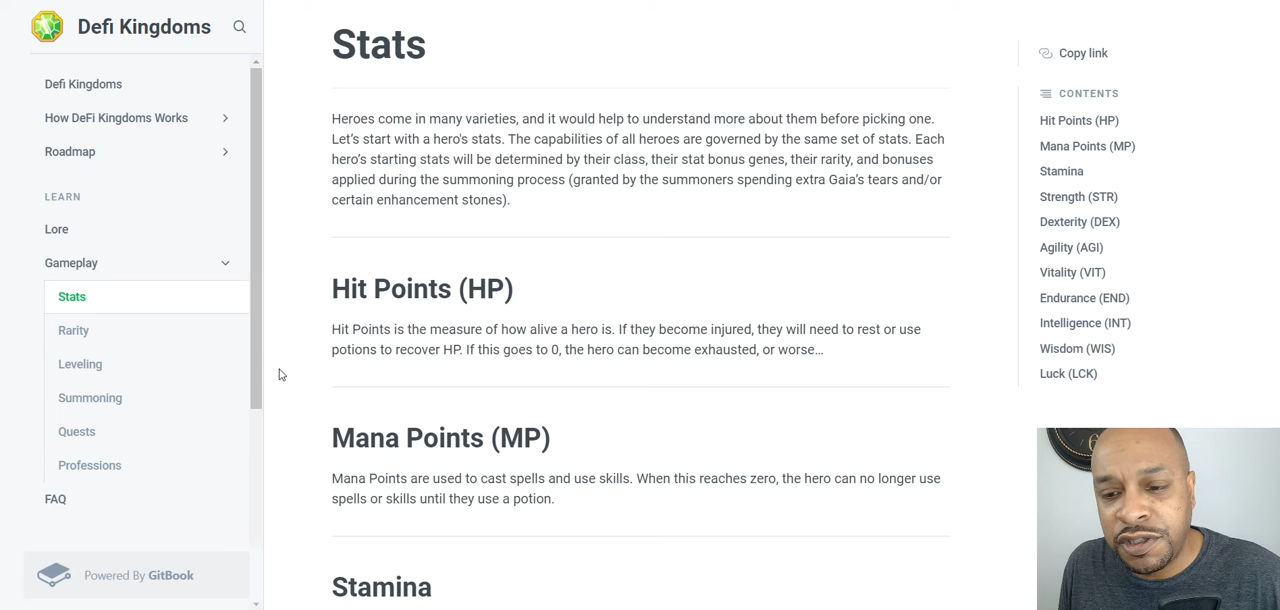 Defi Kingdoms
Defi Kingdoms
How DeFi Kingdoms Works
Roadmap
LEARN
Lore
Gameplay
Stats
Rarity
Leveling
Summoning
Quests
Professions
FAQ
Powered By GitBook
Stats
Heroes come in many varieties, and it would help to understand more about them before picking one.
Let’s start with a hero's stats. The capabilities of all heroes are governed by the same set of stats. Each
hero’s starting stats will be determined by their class, their stat bonus genes, their rarity, and bonuses
applied during the summoning process (granted by the summoners spending extra Gaia’s tears and/or
certain enhancement stones).
Hit Points (HP)
Hit Points is the measure of how alive a hero is. If they become injured, they will need to rest or use
potions to recover HP. If this goes to 0, the hero can become exhausted, or worse…
Mana Points (MP)
Mana Points are used to cast spells and use skills. When this reaches zero, the hero can no longer use
spells or skills until they use a potion.
Stamina
Copy link
CONTENTS
Hit Points (HP)
Mana Points (MP)
Stamina
Strength (STR)
Dexterity (DEX)
Agility (AGI)
Vitality (VIT)
Endurance (END)
Intelligence (INT)
Wisdom (WIS)
Luck (LCK)